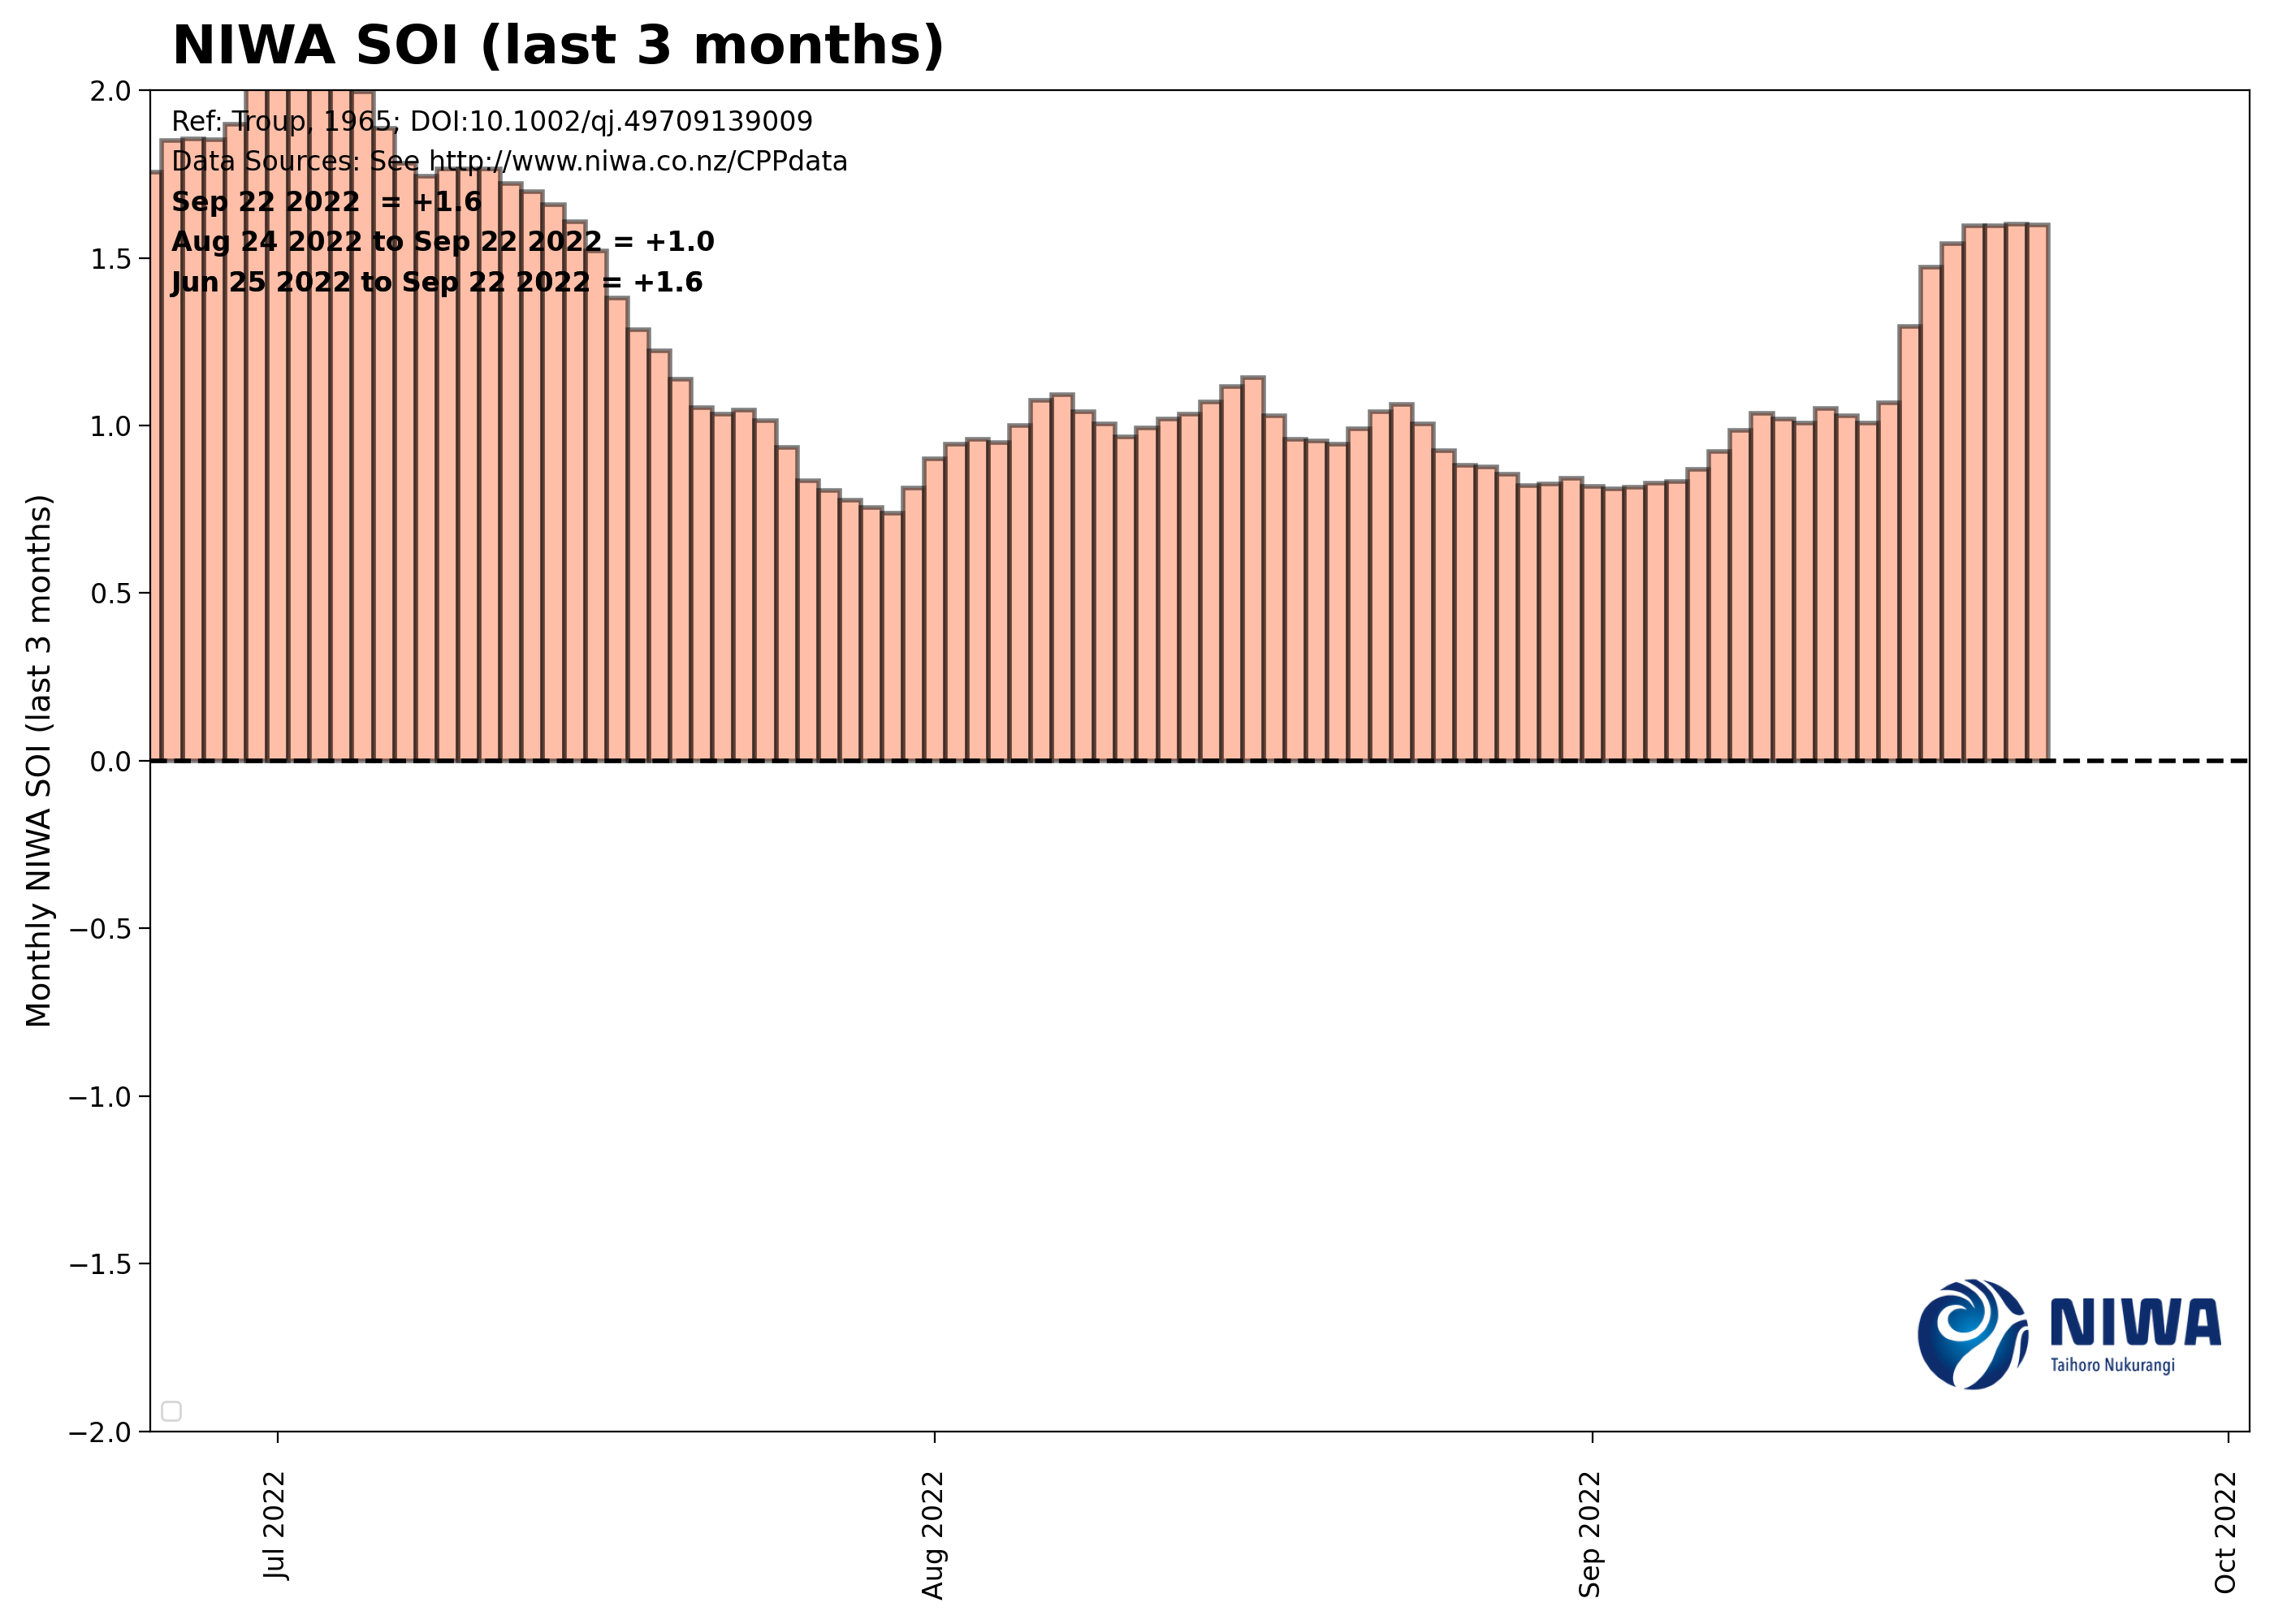 NIWA SOI (last 3 months)
2.0
1.5
1.0
0.5
0.0
−0.5
−1.0
−1.5
−2.0
Monthly NIWA SOI (last 3 months)
Ref: Troup, 1965; DOI:10.1002/qj.49709139009
Data Sources: See http://www.niwa.co.nz/CPPdata
Sep 22 2022  = +1.6
Aug 24 2022 to Sep 22 2022 = +1.0
Jun 25 2022 to Sep 22 2022 = +1.6
NIWA
Taihoro Nukurangi
Jul 2022
Aug 2022
Sep 2022
Oct 2022